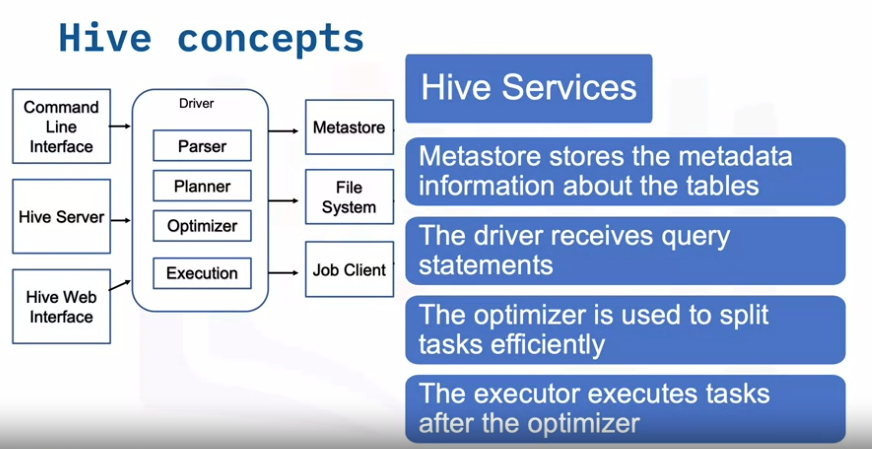 Hive concepts
Command
Line
Interface
Hive Server
Hive Web
Interface
Driver
Parser
Planner
Optimizer
Execution
Metastore
File
System
Job Client
Hive Services
Metastore stores the metadata
information about the tables
The driver receives query
statements
The optimizer is used to split
tasks efficiently
The executor executes tasks
after the optimizer